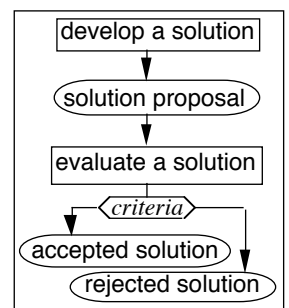 develop a solution
solution proposal
evaluate a solution
criteria
accepted solution
rejected solution